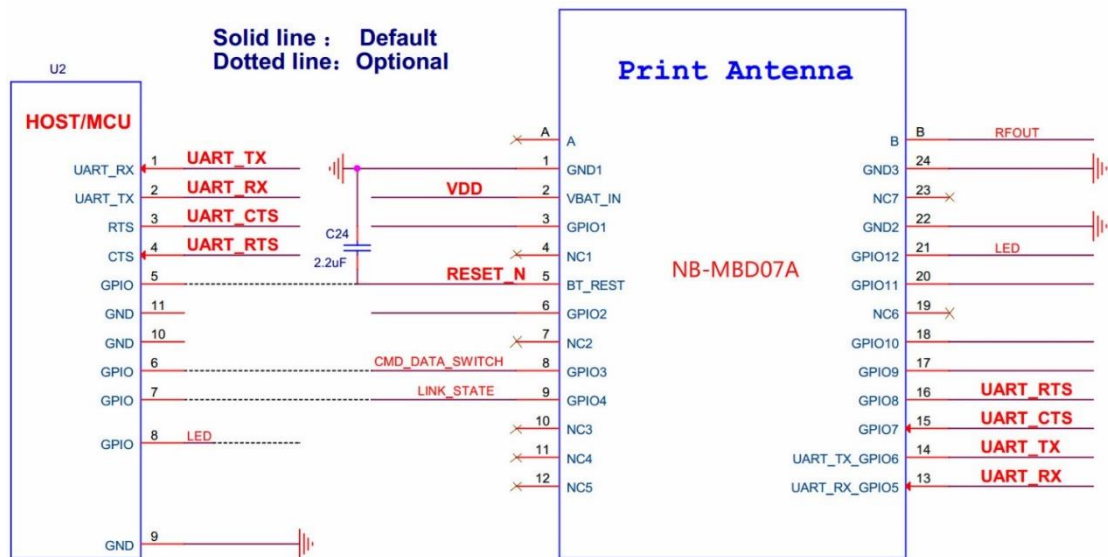 Solid line : Default
Dotted line: Optional
U2
HOST/MCU
UART_RX 1 UART_TX
UART_TX 2 UART_RX
RTS 3 UART_CTS
CTS 4 UART_RTS
GPIO 5
GND 11
GND 10
GPIO 6
GPIO 7
GPIO 8 LED
GND 9
C24
2.2uF
Print Antenna
NB-MBD07A
A A
1 GND1
VDD 2 VBAT_IN
3 GPIO1
4 NC1
RESET_N 5 BT_REST
6 GPIO2
7 NC2
CMD_DATA_SWITCH 8 GPIO3
LINK_STATE 9 GPIO4
10 NC3
11 NC4
12 NC5
B B RFOUT
GND3 24
NC7 23
GND2 22
GPIO12 21 LED
GPIO11 20
NC6 19
GPIO10 18
GPIO9 17
GPIO8 16 UART_RTS
GPIO7 15 UART_CTS
UART_TX_GPIO6 14 UART_TX
UART_RX_GPIO5 13 UART_RX